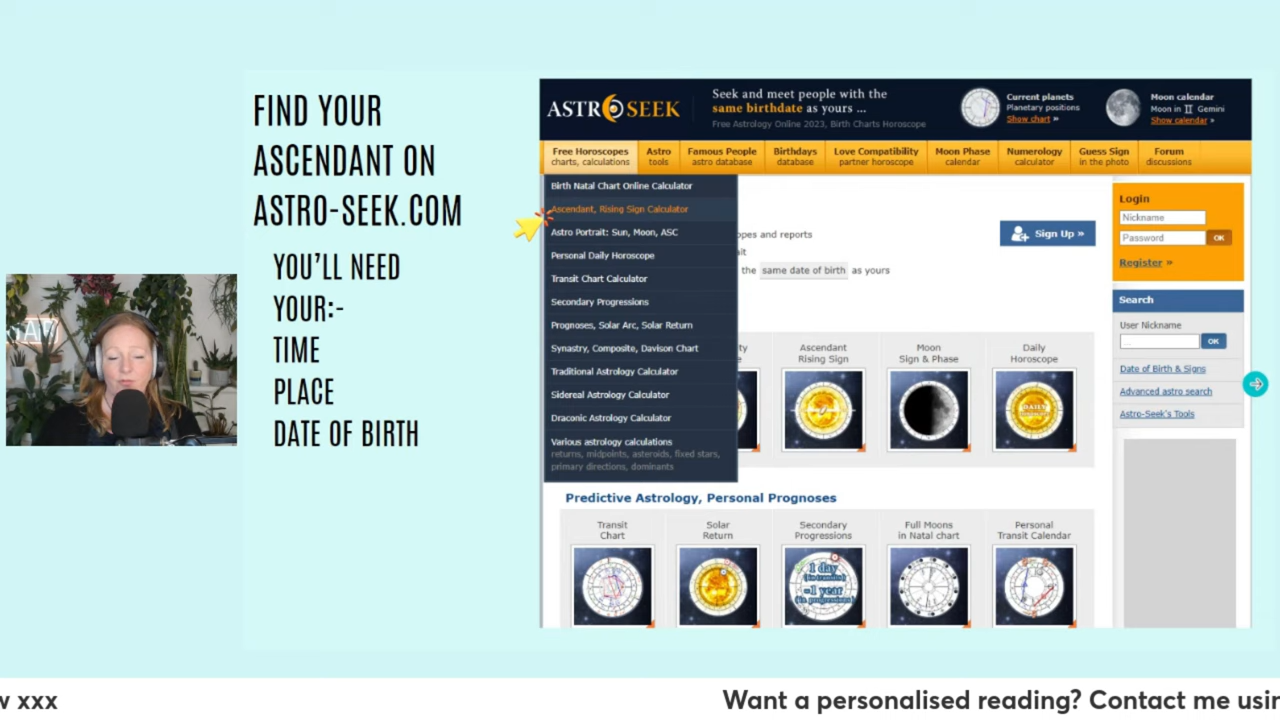 FIND YOUR
ASCENDANT ON
ASTRO-SEEK.COM
YOU'LL NEED
YOUR:-
TIME
PLACE
DATE OF BIRTH
ASTROSEEK
Seek and meet people with the
same birthdate as yours ...
Free Astrology Online 2023, Birth Charts Horoscope
Current planets
Planetary positions
Show chart »
Moon calendar
Moon in ♊ Gemini
Show calendar »
Free Horoscopes
charts, calculations
Astro
tools
Famous People
astro database
Birthdays
database
Love Compatibility
partner horoscope
Moon Phase
calendar
Numerology
calculator
Guess Sign
in the photo
Forum
discussions
Birth Natal Chart Online Calculator
Ascendant, Rising Sign Calculator
Astro Portrait: Sun, Moon, ASC
Personal Daily Horoscope
Transit Chart Calculator
Secondary Progressions
Prognoses, Solar Arc, Solar Return
Synastry, Composite, Davison Chart
Traditional Astrology Calculator
Sidereal Astrology Calculator
Draconic Astrology Calculator
Various astrology calculations
returns, midpoints, asteroids, fixed stars,
primary directions, dominants
opes and reports
ait
the same date of birth as yours
Sign Up »
Login
Nickname
Password
OK
Register »
Search
User Nickname
...
OK
Date of Birth & Signs
Advanced astro search
Astro-Seek's Tools
Ascendant
Rising Sign
Moon
Sign & Phase
Daily
Horoscope
DAILY
Predictive Astrology, Personal Prognoses
Transit
Chart
Solar
Return
Secondary
Progressions
Full Moons
in Natal chart
Personal
Transit Calendar
1 day
=1 year
w xxx
Want a personalised reading? Contact me usin